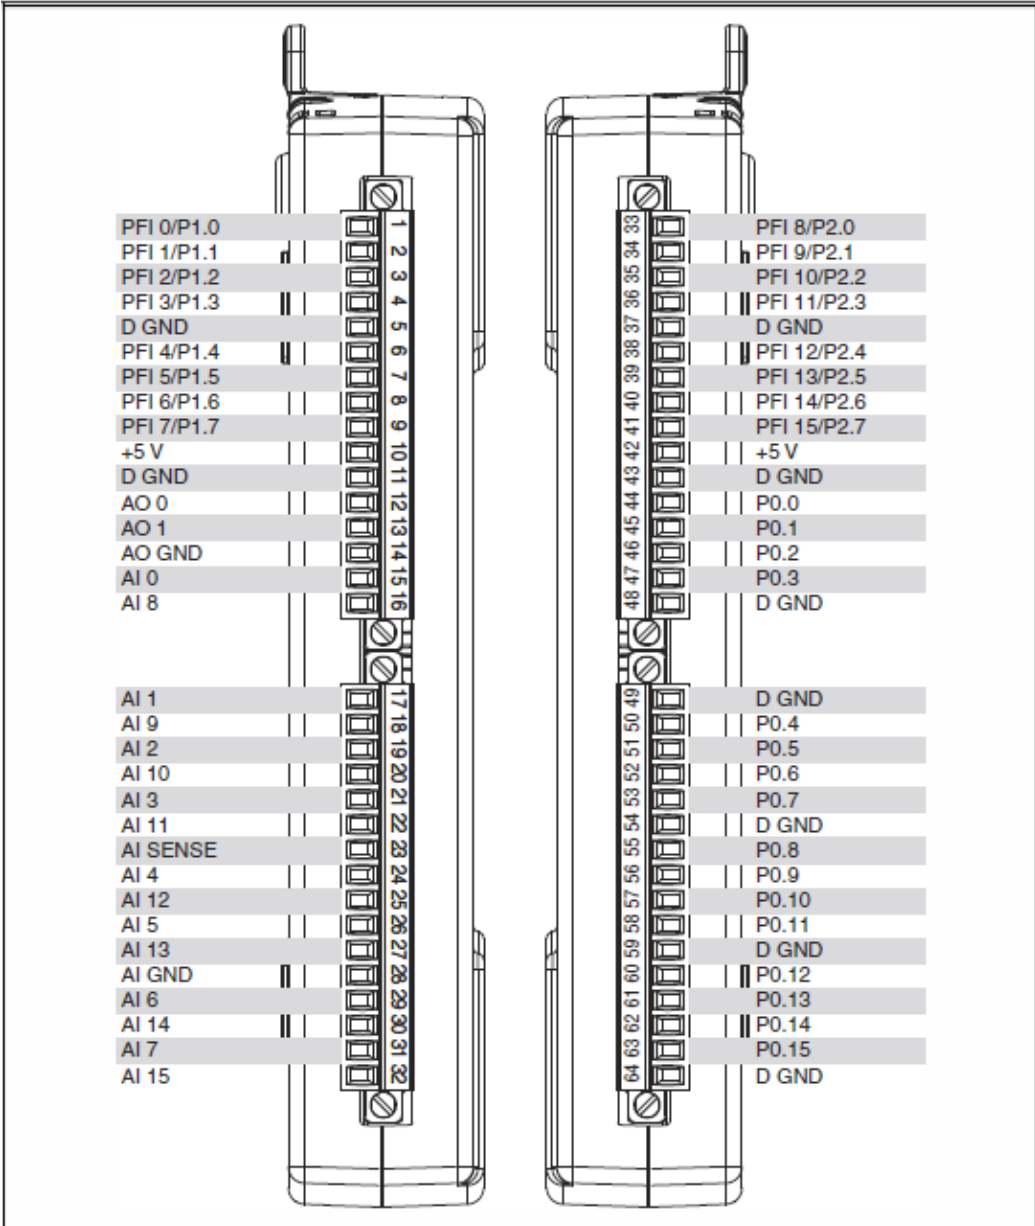 PFI 0/P1.0 1
PFI 1/P1.1 2
PFI 2/P1.2 3
PFI 3/P1.3 4
D GND 5
PFI 4/P1.4 6
PFI 5/P1.5 7
PFI 6/P1.6 8
PFI 7/P1.7 9
+5 V 10
D GND 11
AO 0 12
AO 1 13
AO GND 14
AI 0 15
AI 8 16
AI 1 17
AI 9 18
AI 2 19
AI 10 20
AI 3 21
AI 11 22
AI SENSE 23
AI 4 24
AI 12 25
AI 5 26
AI 13 27
AI GND 28
AI 6 29
AI 14 30
AI 7 31
AI 15 32
33 PFI 8/P2.0
34 PFI 9/P2.1
35 PFI 10/P2.2
36 PFI 11/P2.3
37 D GND
38 PFI 12/P2.4
39 PFI 13/P2.5
40 PFI 14/P2.6
41 PFI 15/P2.7
42 +5 V
43 D GND
44 P0.0
45 P0.1
46 P0.2
47 P0.3
48 D GND
49 D GND
50 P0.4
51 P0.5
52 P0.6
53 P0.7
54 D GND
55 P0.8
56 P0.9
57 P0.10
58 P0.11
59 D GND
60 P0.12
61 P0.13
62 P0.14
63 P0.15
64 D GND